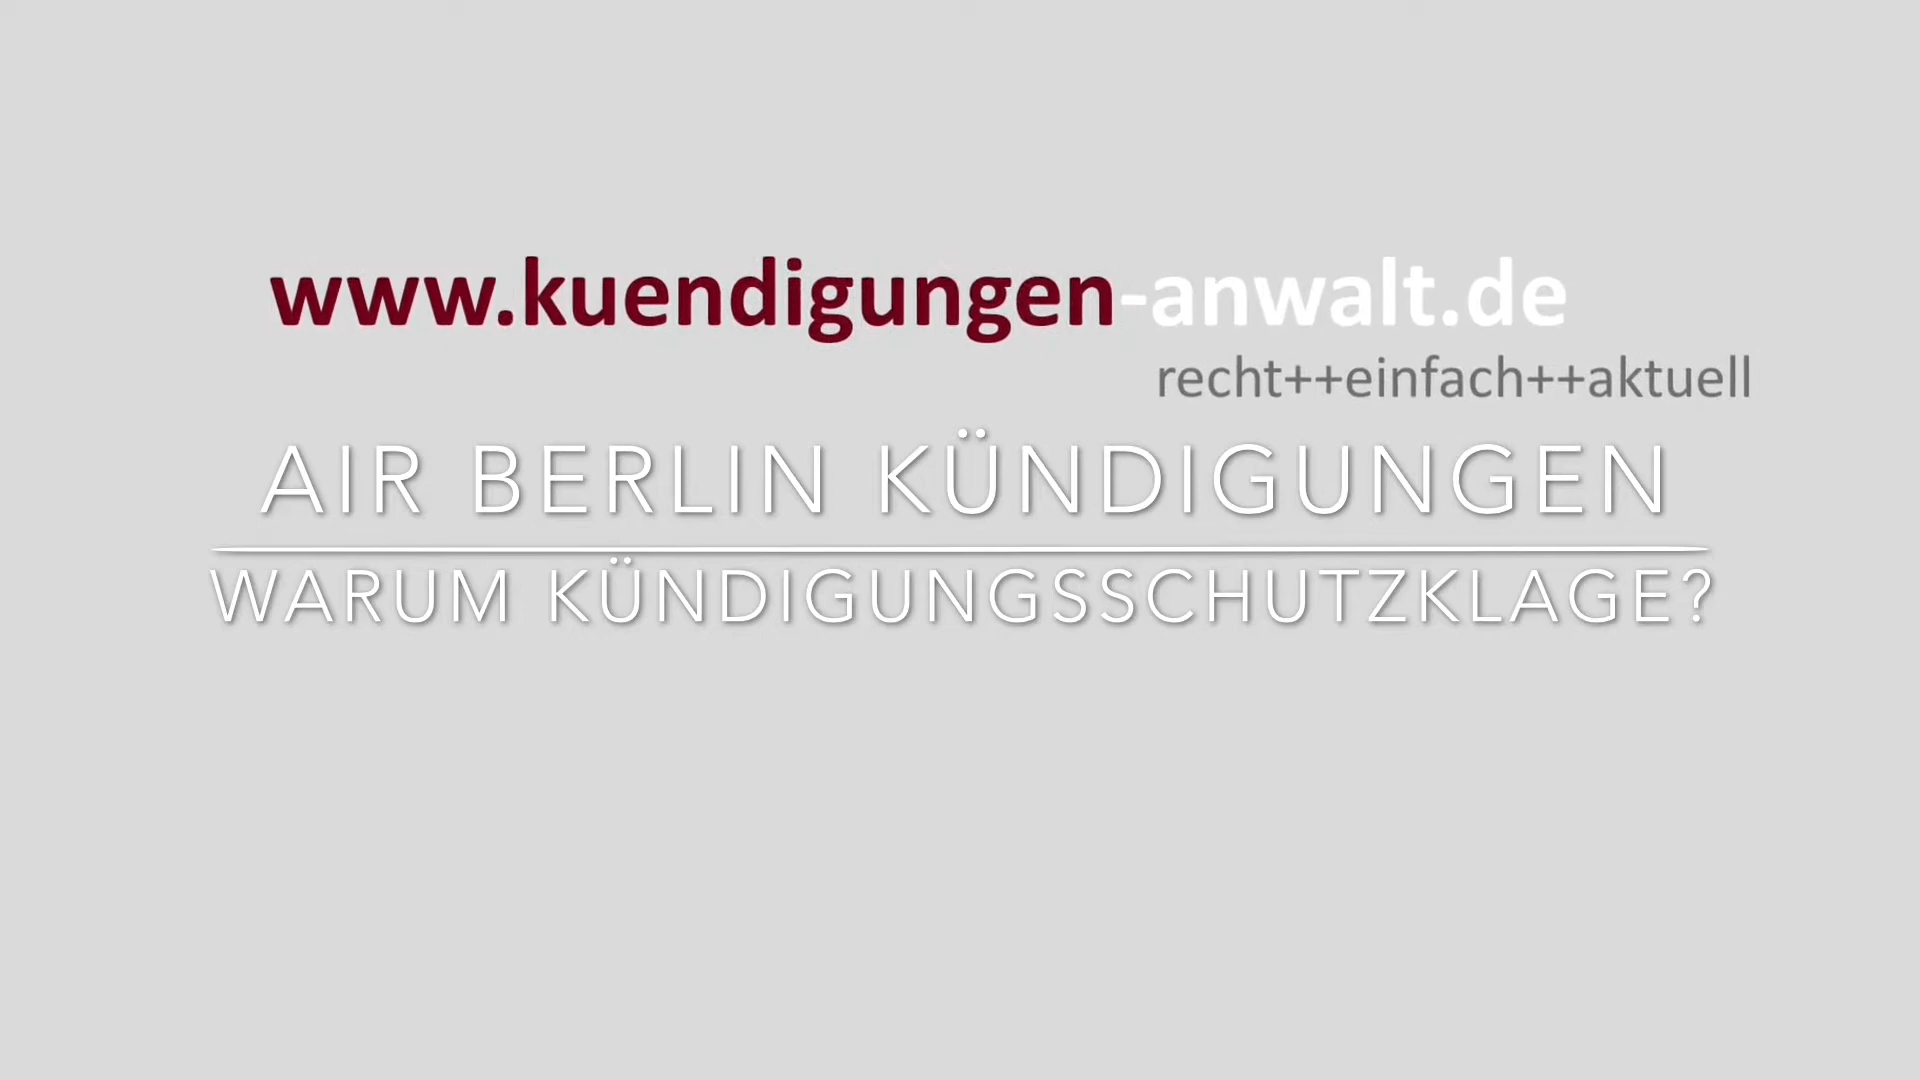 www.kuendigungen-anwalt.de
recht++einfach++aktuell
AIR BERLIN KÜNDIGUNGEN
WARUM KÜNDIGUNGSSCHUTZKLAGE?